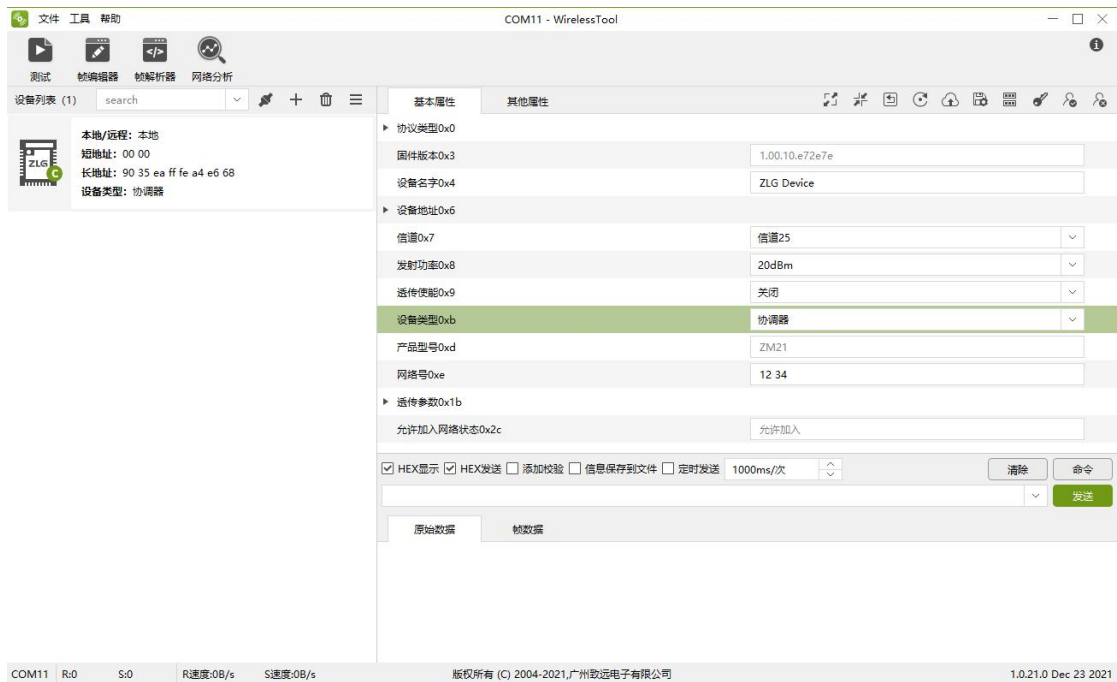 文件 工具 帮助
COM11 - WirelessTool
测试 帧编辑器 帧解析器 网络分析
设备列表 (1) search
ZLG
C
本地/远程：本地
短地址：00 00
长地址：90 35 ea ff fe a4 e6 68
设备类型：协调器
基本属性 其他属性
协议类型0x0
固件版本0x3 1.00.10.e72e7e
设备名字0x4 ZLG Device
设备地址0x6
信道0x7 信道25
发射功率0x8 20dBm
透传使能0x9 关闭
设备类型0xb 协调器
产品型号0xd ZM21
网络号0xe 12 34
透传参数0x1b
允许加入网络状态0x2c 允许加入
HEX显示 HEX发送 添加校验 信息保存到文件 定时发送 1000ms/次 清除 命令
发送
原始数据 帧数据
COM11 R:0 S:0 R速度:0B/s S速度:0B/s 版权所有 (C) 2004-2021,广州致远电子有限公司 1.0.21.0 Dec 23 2021